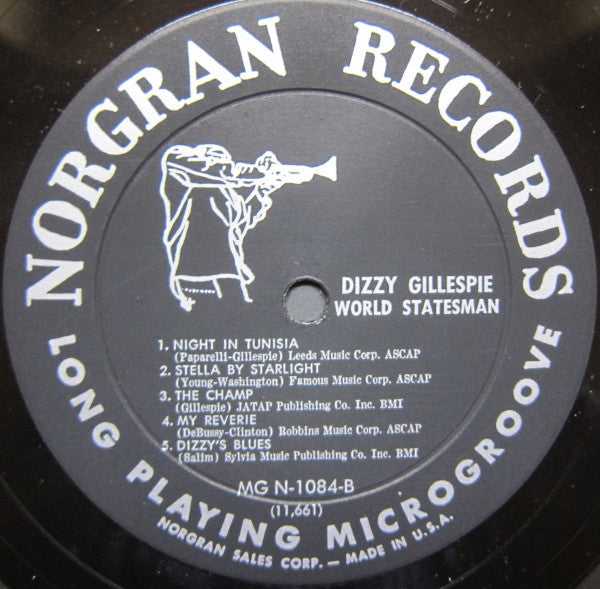 NORGRAN RECORDS
DIZZY GILLESPIE
WORLD STATESMAN
1. NIGHT IN TUNISIA
(Paparelli-Gillespie) Leeds Music Corp. ASCAP
2. STELLA BY STARLIGHT
(Young-Washington) Famous Music Corp. ASCAP
3. THE CHAMP
(Gillespie) JATAP Publishing Co. Inc. BMI
4. MY REVERIE
(DeBussy-Clinton) Robbins Music Corp. ASCAP
5. DIZZY'S BLUES
(Salim) Sylvia Music Publishing Co. Inc. BMI
MG N-1084-B
(11,661)
LONG PLAYING MICROGROOVE
NORGRAN SALES CORP. — MADE IN U.S.A.